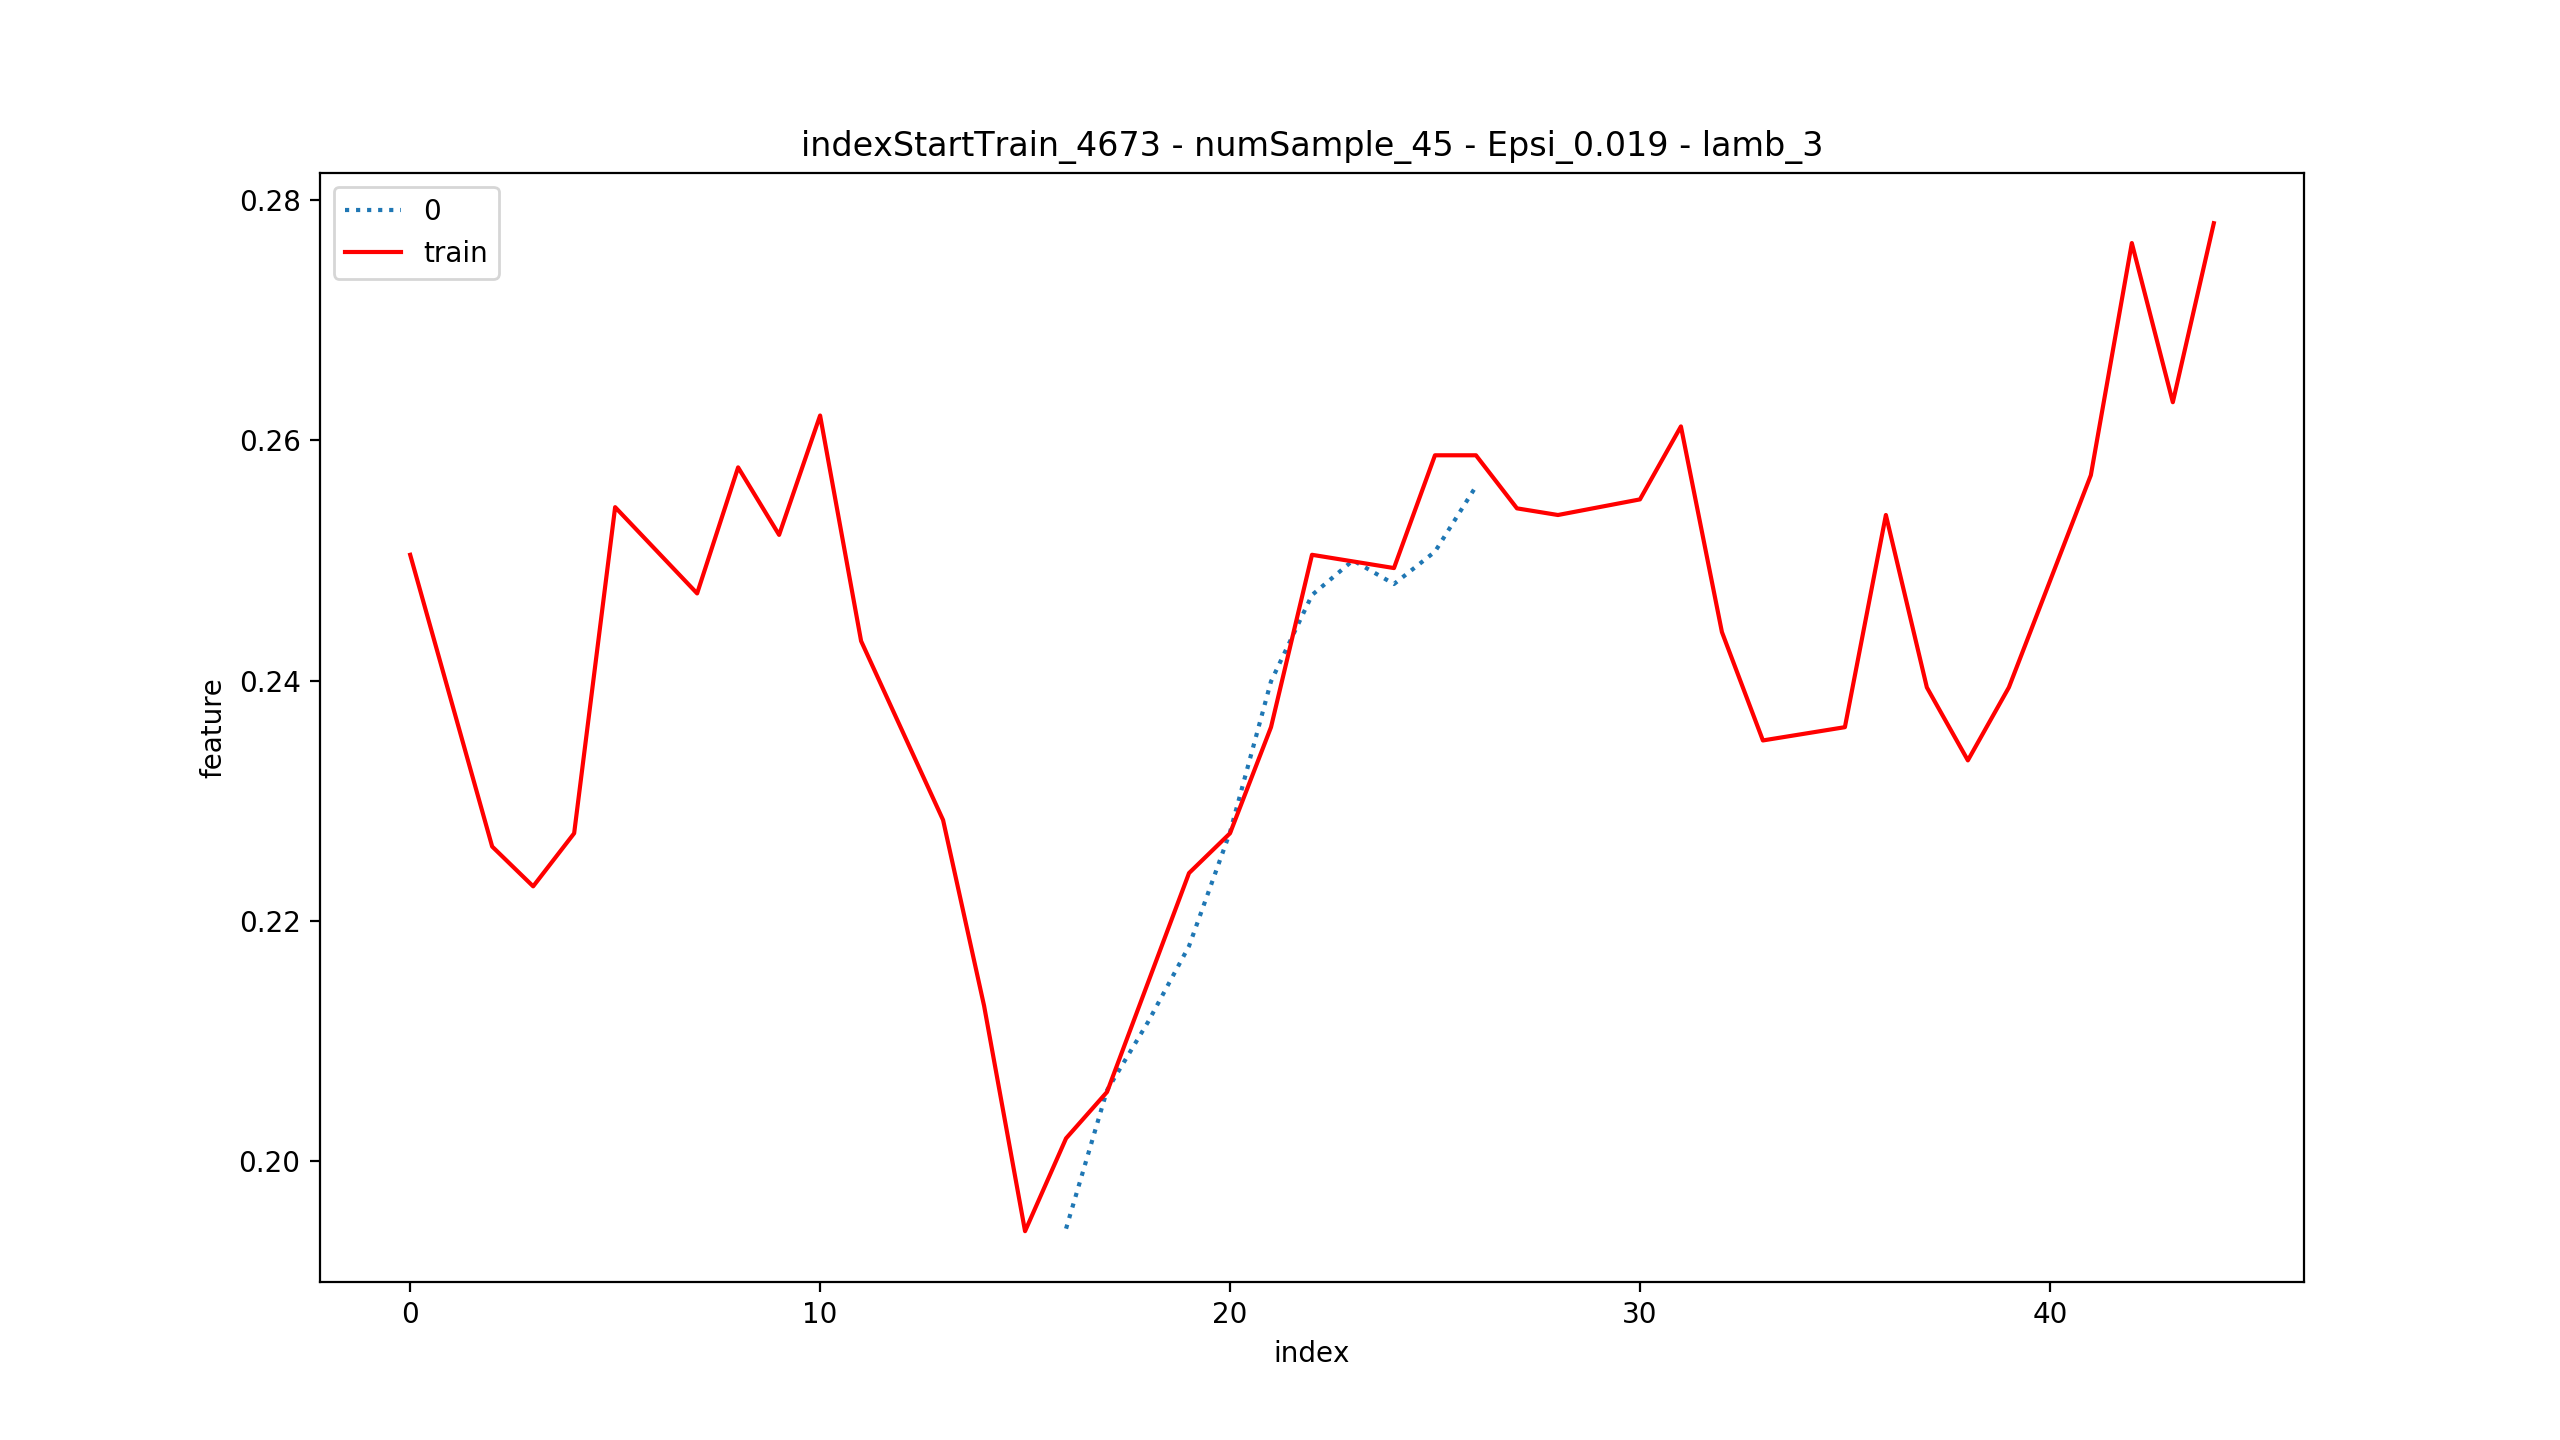 indexStartTrain_4673 - numSample_45 - Epsi_0.019 - lamb_3
0
train
0.28
0.26
0.24
0.22
0.20
feature
0 10 20 30 40
index